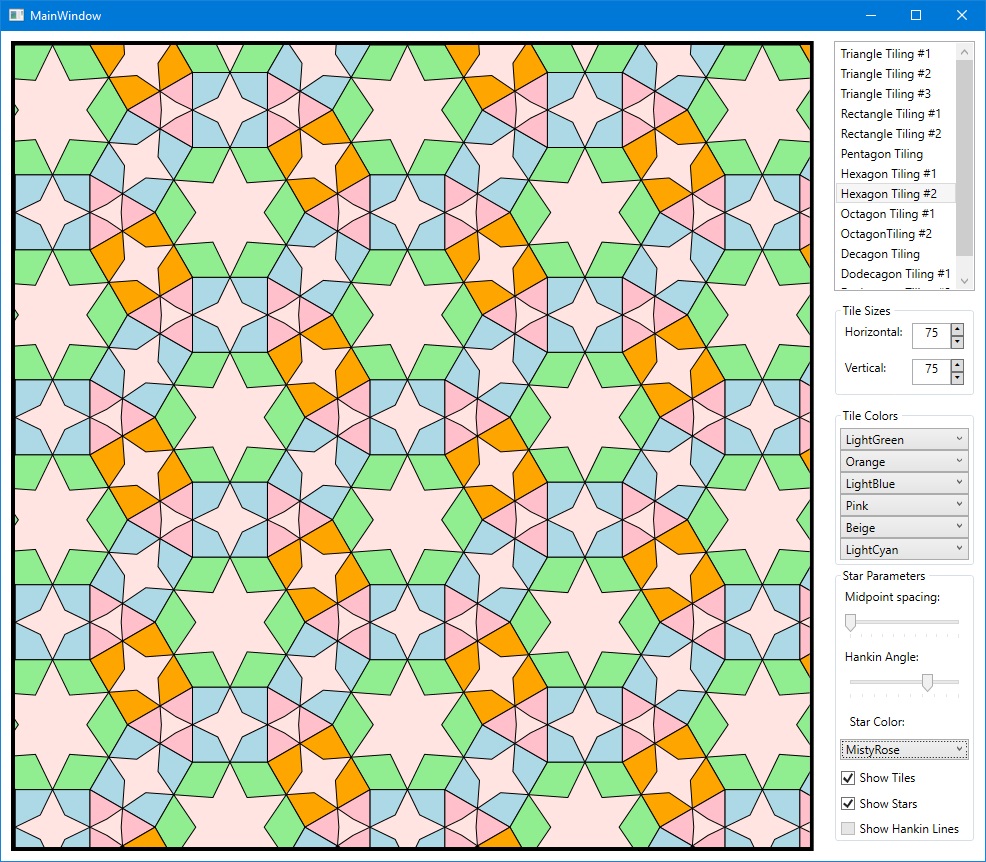 MainWindow
Triangle Tiling #1
Triangle Tiling #2
Triangle Tiling #3
Rectangle Tiling #1
Rectangle Tiling #2
Pentagon Tiling
Hexagon Tiling #1
Hexagon Tiling #2
Octagon Tiling #1
OctagonTiling #2
Decagon Tiling
Dodecagon Tiling #1
Tile Sizes
Horizontal: 75
Vertical: 75
Tile Colors
LightGreen
Orange
LightBlue
Pink
Beige
LightCyan
Star Parameters
Midpoint spacing:
Hankin Angle:
Star Color:
MistyRose
Show Tiles
Show Stars
Show Hankin Lines